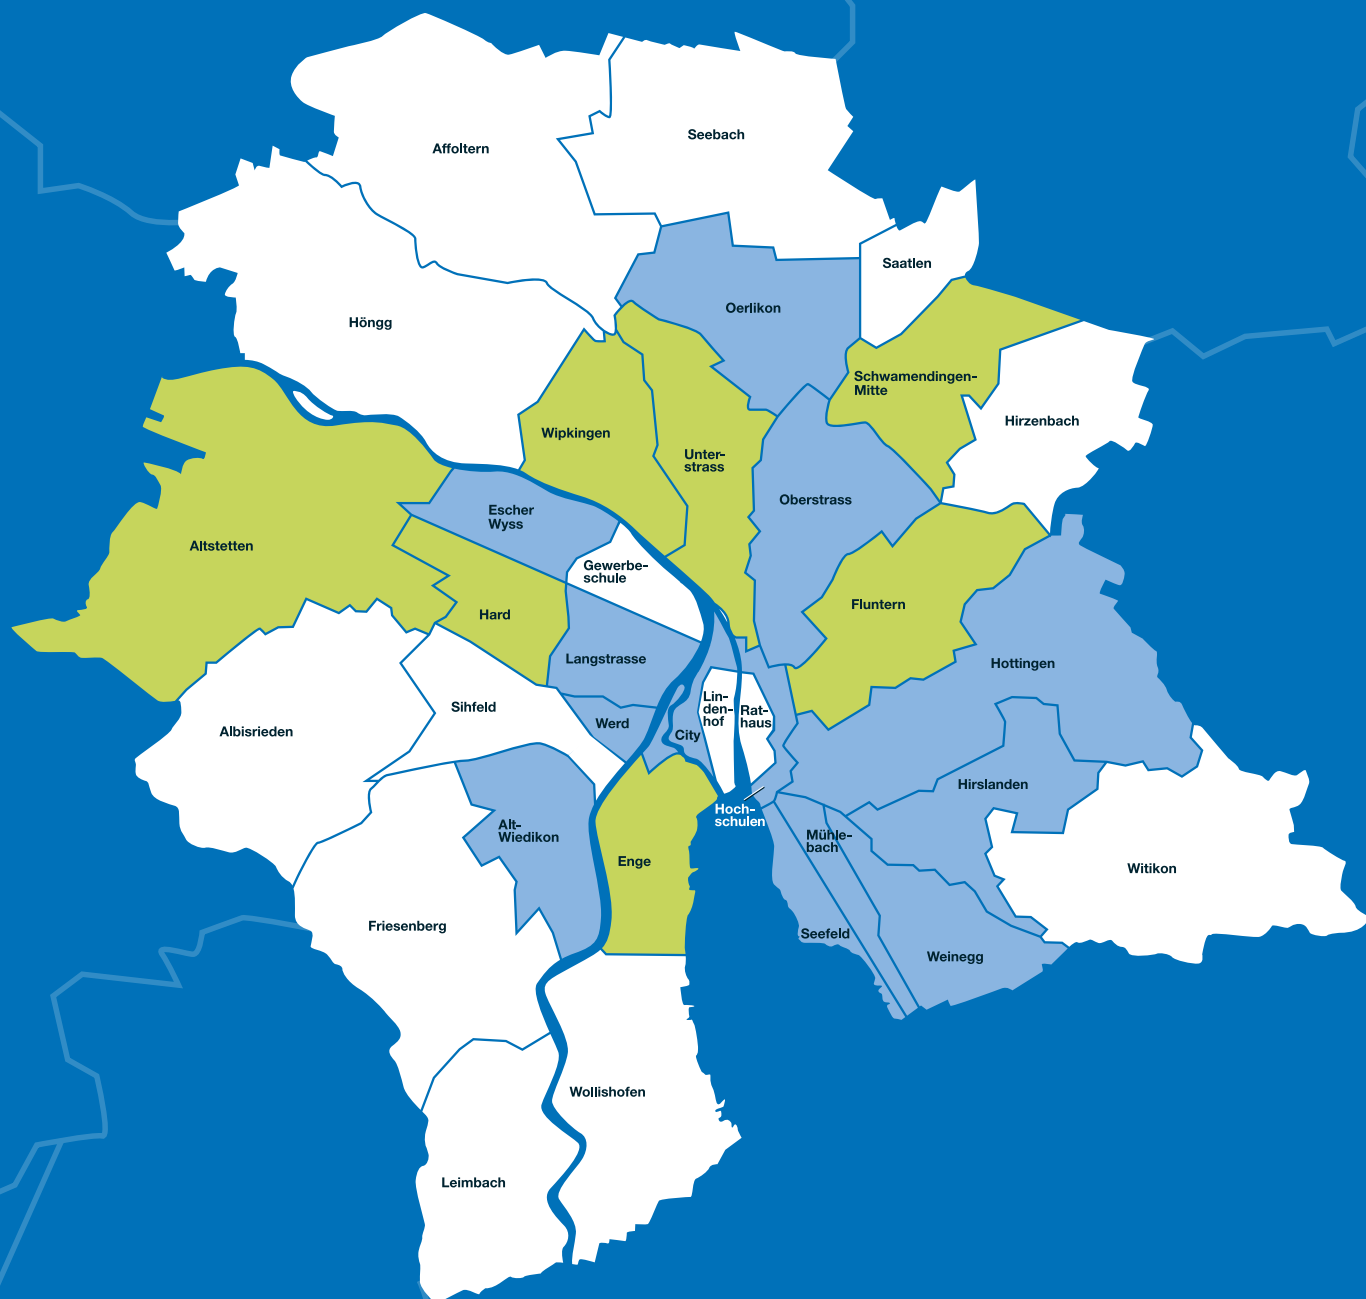 Seebach
Affoltern
Saatlen
Oerlikon
Höngg
Schwamendingen-
Mitte
Hirzenbach
Wipkingen
Unter-
strass
Oberstrass
Escher
Wyss
Altstetten
Gewerbe-
schule
Fluntern
Hard
Langstrasse
Hottingen
Lin-
den-
hof
Rat-
haus
Sihfeld
Werd
Albisrieden
City
Hirslanden
Hoch-
schulen
Alt-
Wiedikon
Mühle-
bach
Enge
Witikon
Friesenberg
Seefeld
Weinegg
Wollishofen
Leimbach